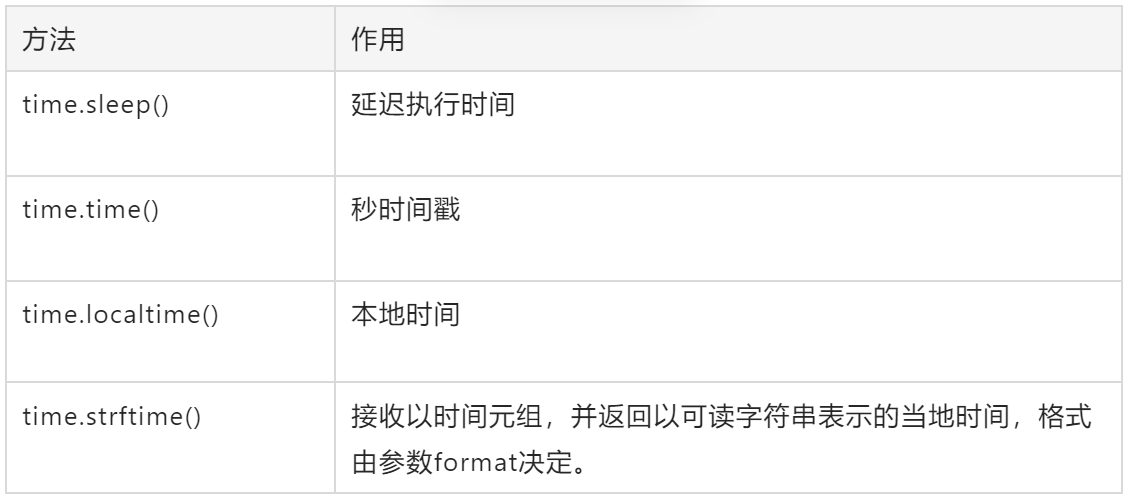 方法 作用
time.sleep() 延迟执行时间
time.time() 秒时间戳
time.localtime() 本地时间
time.strftime() 接收以时间元组，并返回以可读字符串表示的当地时间，格式
由参数format决定。